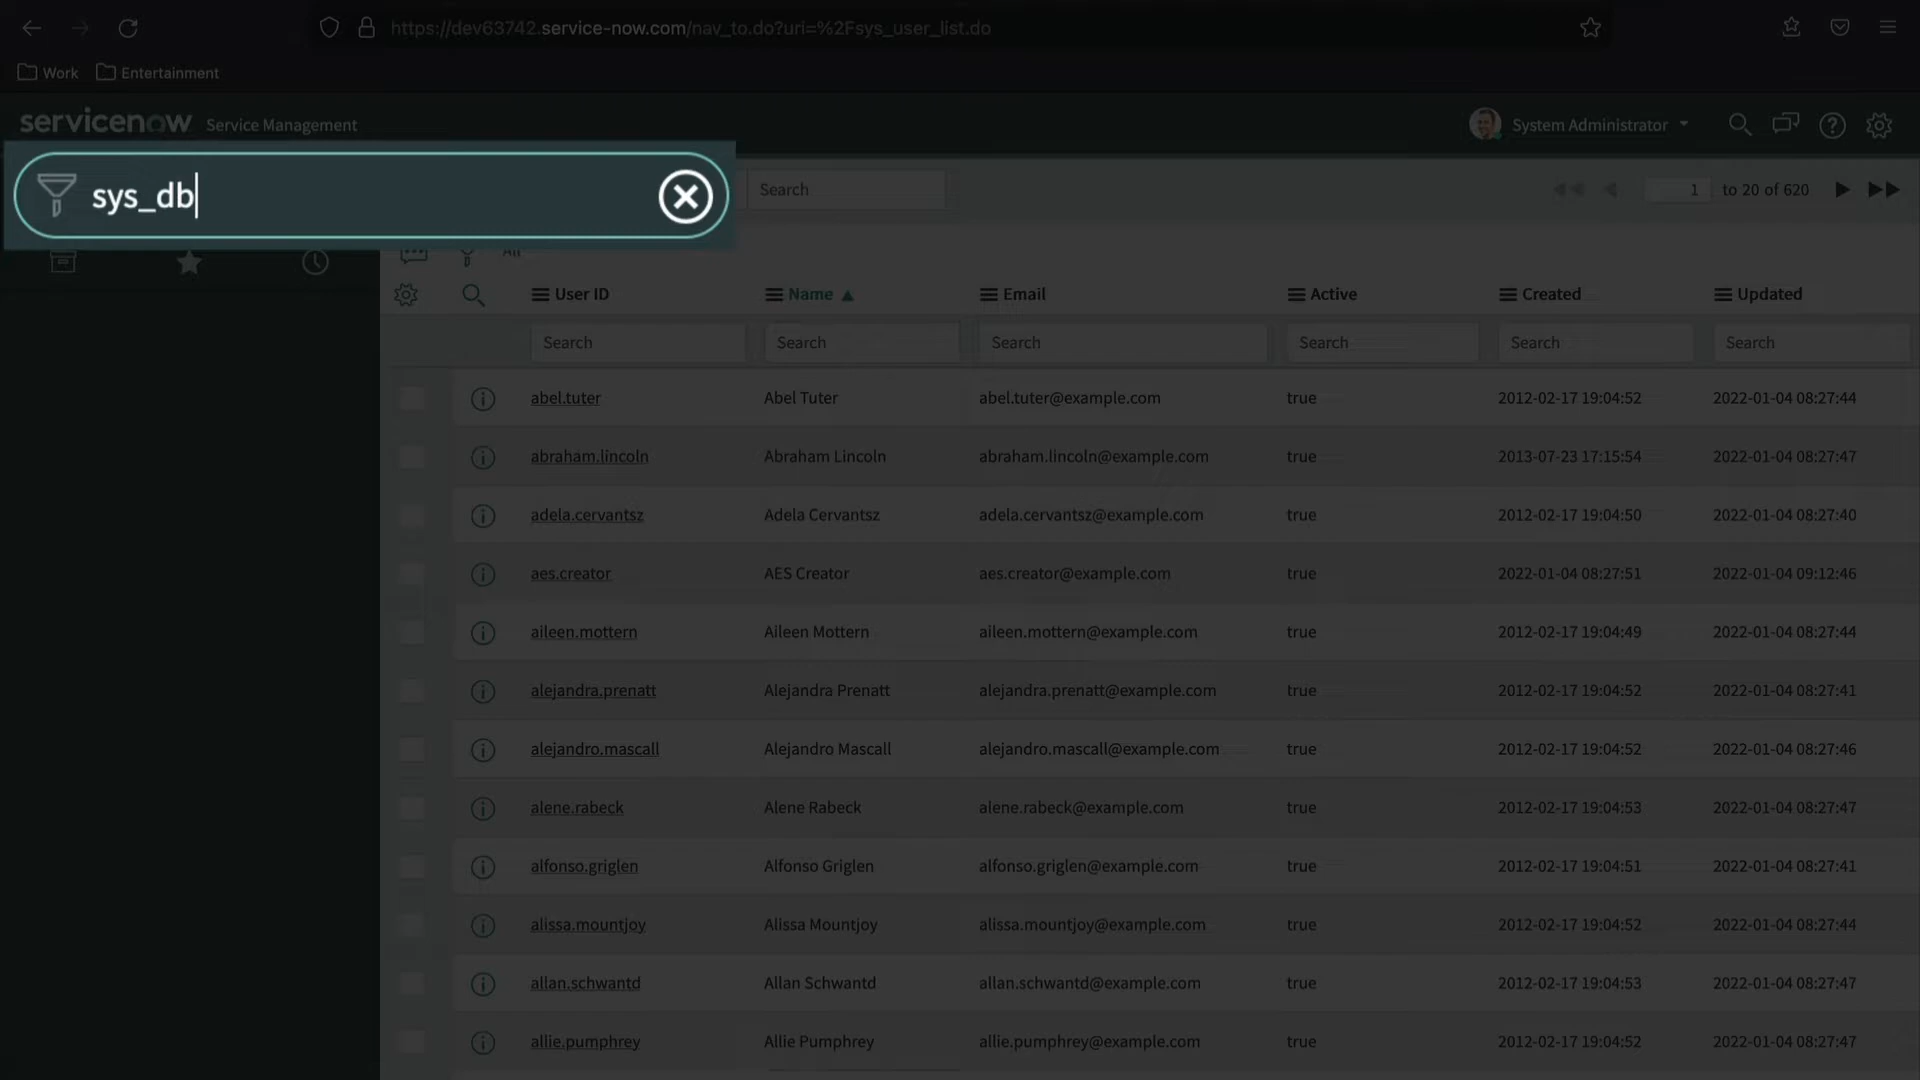 https://dev63742.service-now.com/nav_to.do?uri=%2Fsys_user_list.do
Work Entertainment
servicenow Service Management System Administrator
sys_db Search 1 to 20 of 620
All
User ID Name Email Active Created Updated
Search Search Search Search Search Search
abel.tuter Abel Tuter abel.tuter@example.com true 2012-02-17 19:04:52 2022-01-04 08:27:44
abraham.lincoln Abraham Lincoln abraham.lincoln@example.com true 2013-07-23 17:15:54 2022-01-04 08:27:47
adela.cervantsz Adela Cervantsz adela.cervantsz@example.com true 2012-02-17 19:04:50 2022-01-04 08:27:40
aes.creator AES Creator aes.creator@example.com true 2022-01-04 08:27:51 2022-01-04 09:12:46
aileen.mottern Aileen Mottern aileen.mottern@example.com true 2012-02-17 19:04:49 2022-01-04 08:27:44
alejandra.prenatt Alejandra Prenatt alejandra.prenatt@example.com true 2012-02-17 19:04:52 2022-01-04 08:27:41
alejandro.mascall Alejandro Mascall alejandro.mascall@example.com true 2012-02-17 19:04:52 2022-01-04 08:27:46
alene.rabeck Alene Rabeck alene.rabeck@example.com true 2012-02-17 19:04:53 2022-01-04 08:27:47
alfonso.griglen Alfonso Griglen alfonso.griglen@example.com true 2012-02-17 19:04:51 2022-01-04 08:27:41
alissa.mountjoy Alissa Mountjoy alissa.mountjoy@example.com true 2012-02-17 19:04:52 2022-01-04 08:27:44
allan.schwantd Allan Schwantd allan.schwantd@example.com true 2012-02-17 19:04:53 2022-01-04 08:27:47
allie.pumphrey Allie Pumphrey allie.pumphrey@example.com true 2012-02-17 19:04:52 2022-01-04 08:27:47